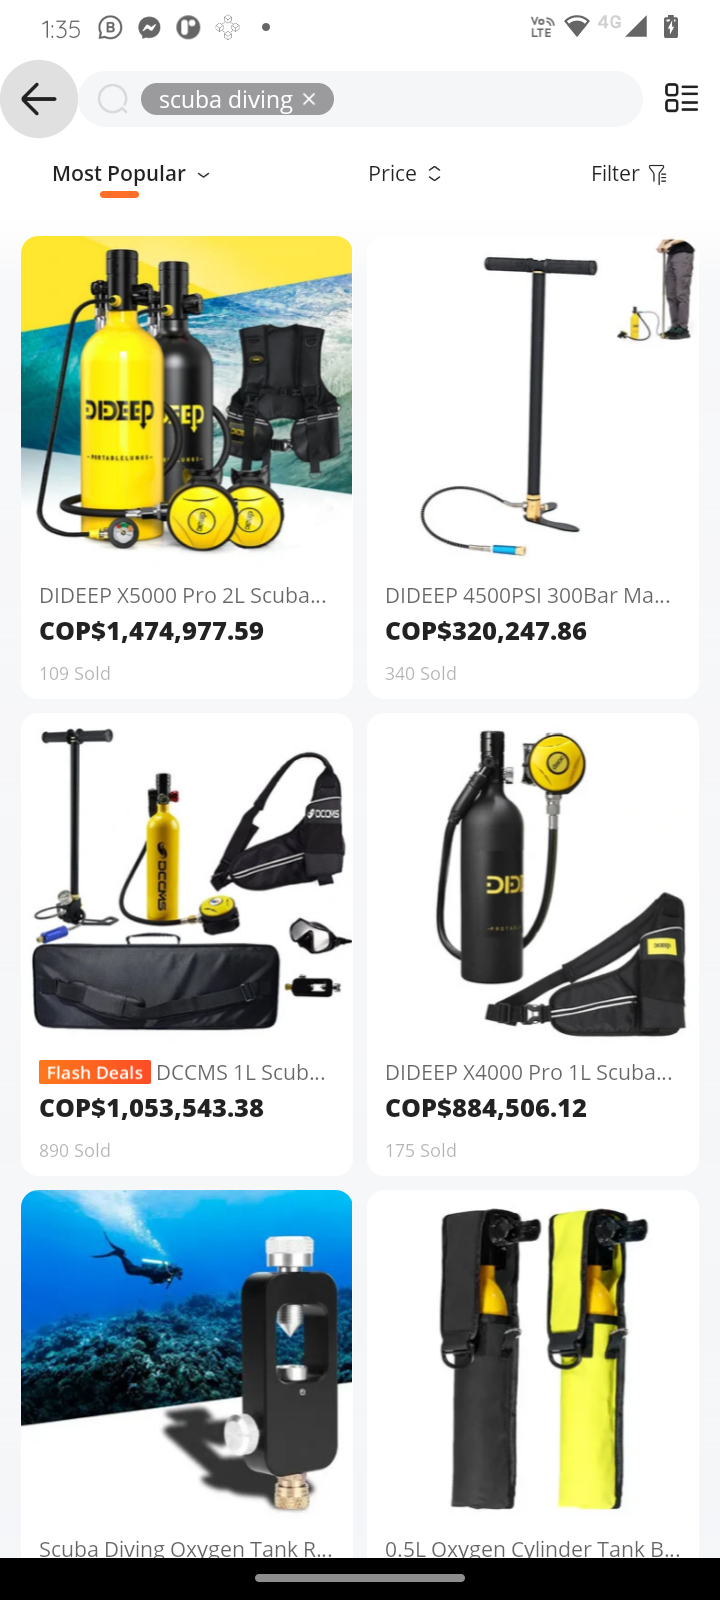 1:35
Vo LTE
4G
scuba diving ×
Most Popular
Price
Filter
DIDEEP
-PORTABLELUNGS-
DIDEEP X5000 Pro 2L Scuba...
COP$1,474,977.59
109 Sold
DIDEEP 4500PSI 300Bar Ma...
COP$320,247.86
340 Sold
DCCMS
DCCMS
Flash Deals DCCMS 1L Scub...
COP$1,053,543.38
890 Sold
DIDEEP X4000 Pro 1L Scuba...
COP$884,506.12
175 Sold
Scuba Diving Oxygen Tank R...
0.5L Oxygen Cylinder Tank B...